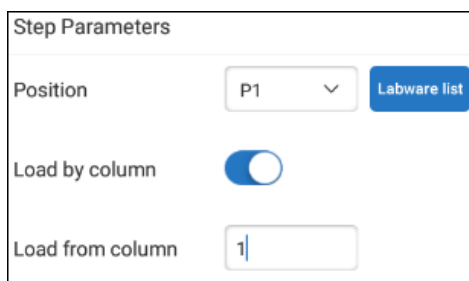 Step Parameters
Position P1 Labware list
Load by column
Load from column 1